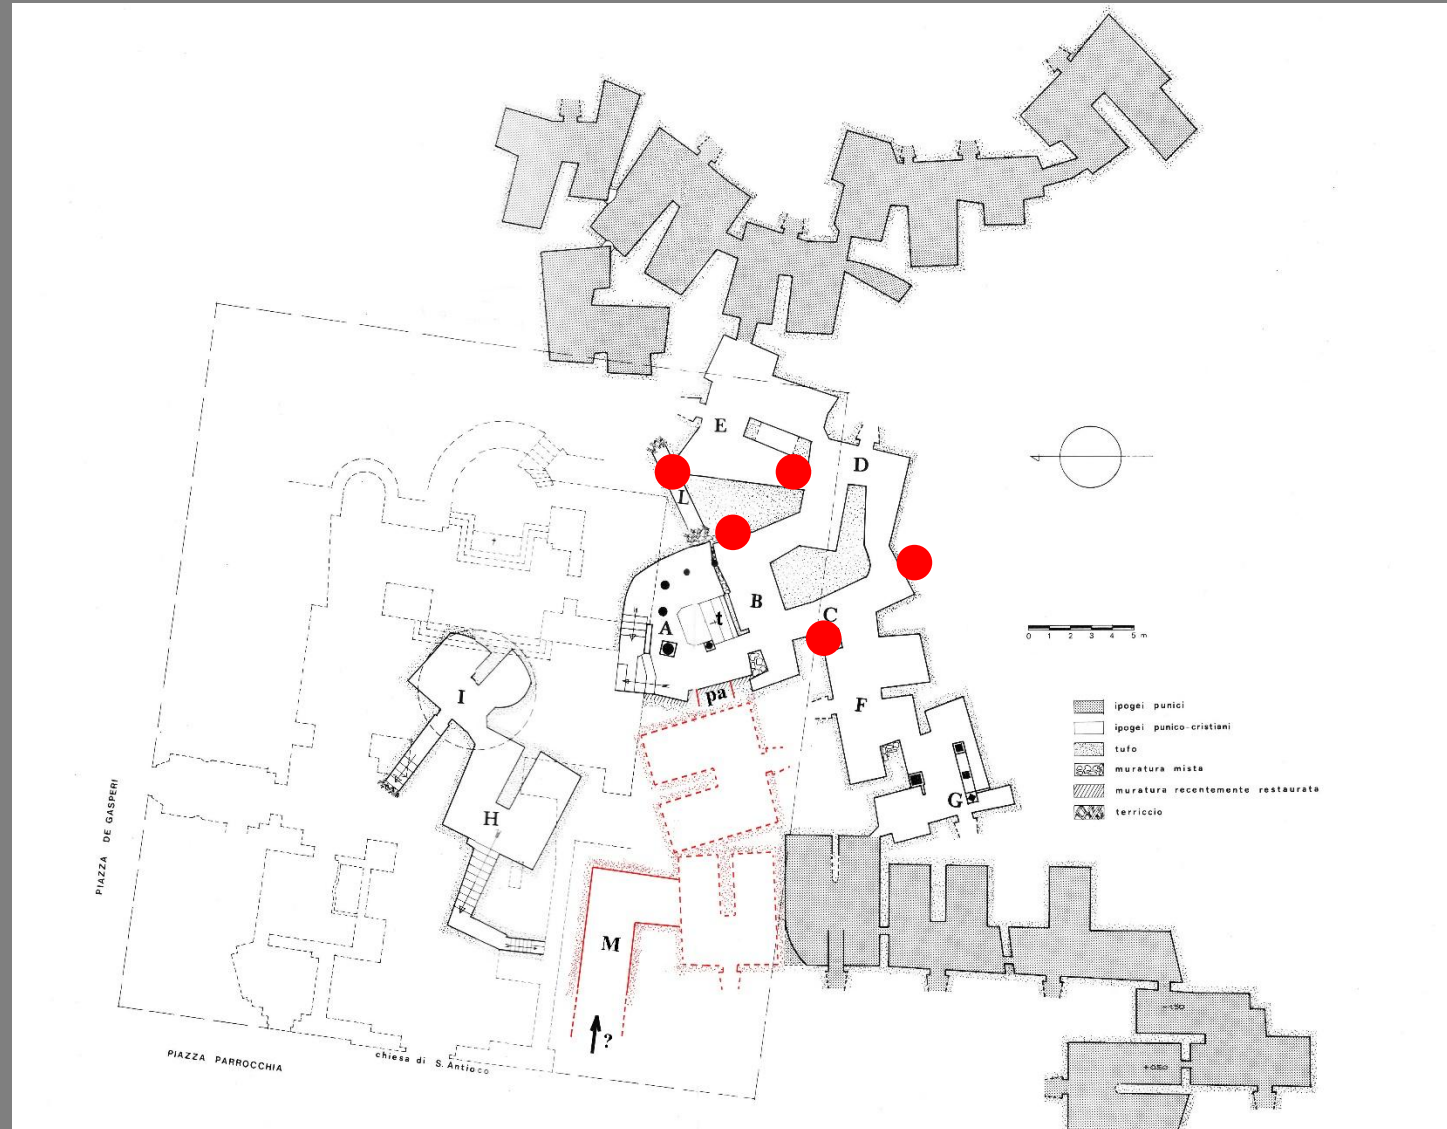 E
D
L
B
C
A
t
pa
F
I
G
H
M
?
0 1 2 3 4 5 m
ipogei punici
ipogei punico-cristiani
tufo
muratura mista
muratura recentemente restaurata
terriccio
PIAZZA DE GASPERI
PIAZZA PARROCCHIA
chiesa di S. Antioco